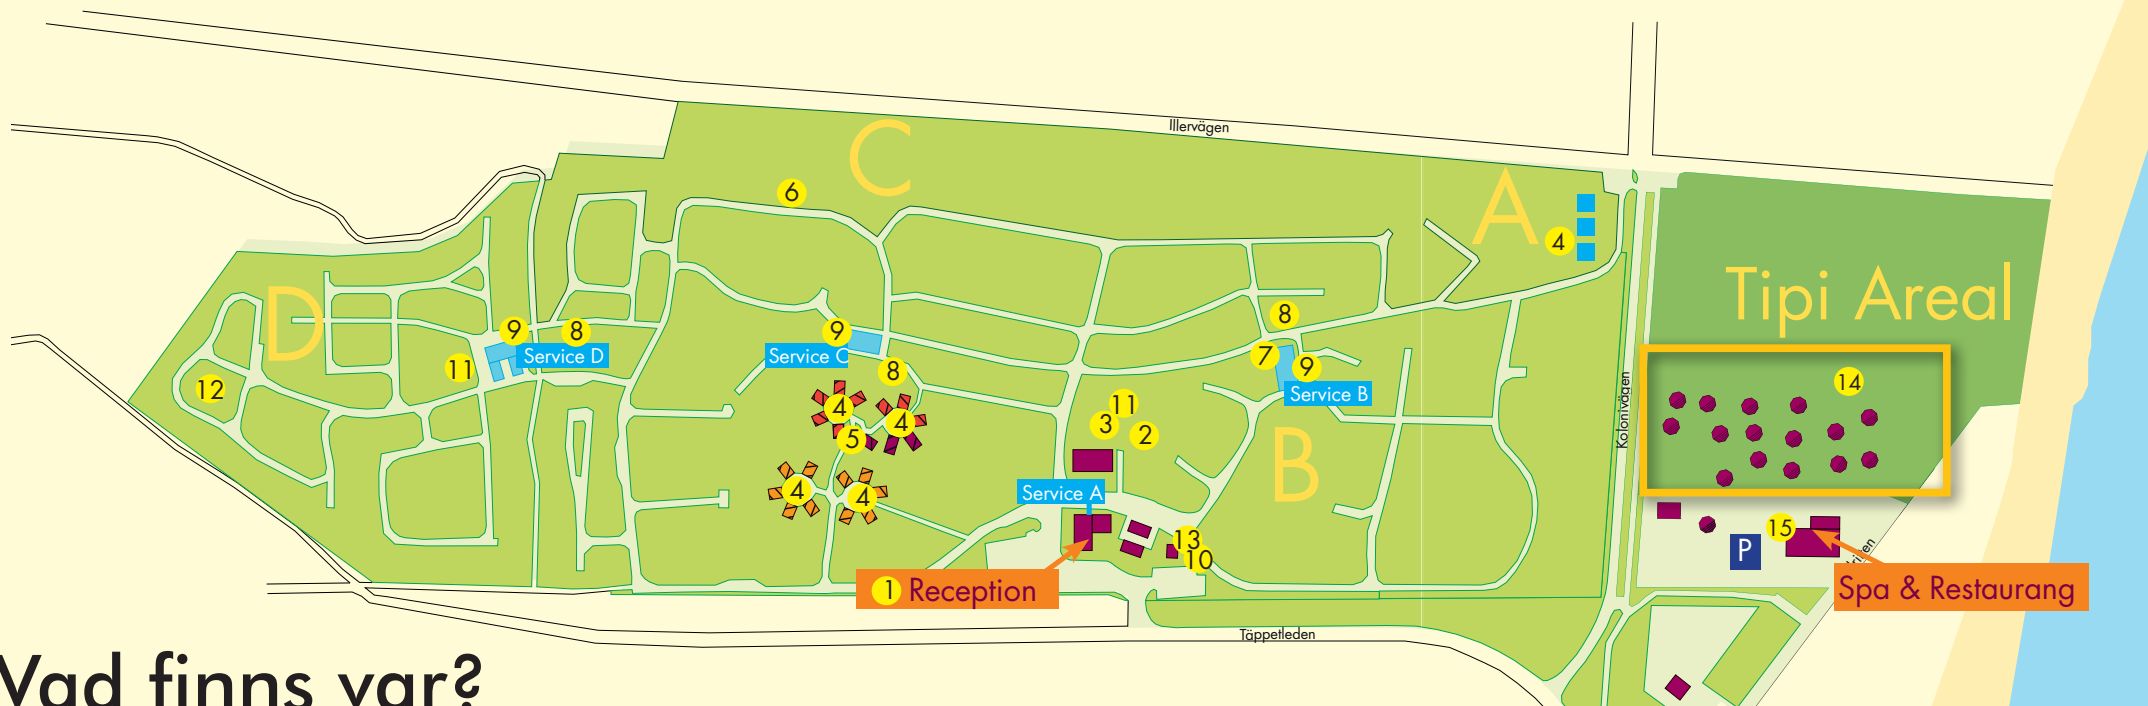 Illervägen
C
6
A
4
Tipi Areal
D
9
8
Service D
11
12
9
Service C
8
8
7
9
Service B
Kolonivägen
14
4
4
5
4
4
11
3
2
B
Service A
13
10
1 Reception
15
P
Spa & Restaurang
Täppetleden
Vad finns var?